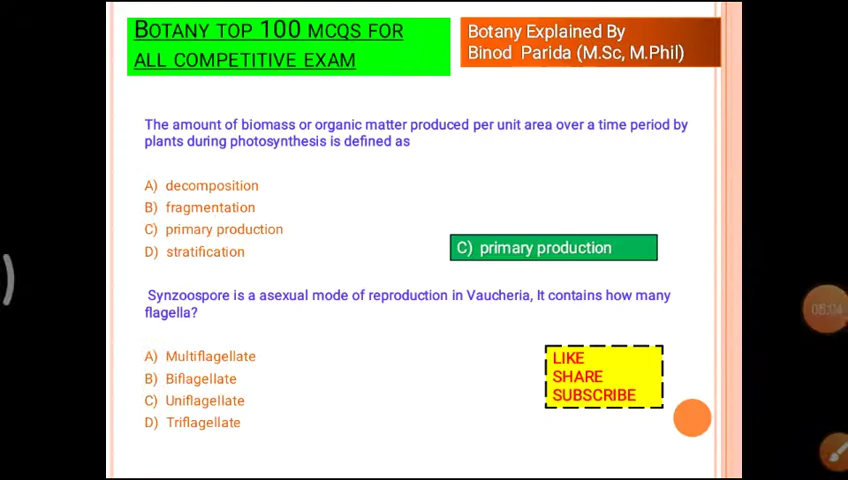 BOTANY TOP 100 MCQS FOR
ALL COMPETITIVE EXAM
Botany Explained By
Binod Parida (M.Sc, M.Phil)
The amount of biomass or organic matter produced per unit area over a time period by
plants during photosynthesis is defined as
A) decomposition
B) fragmentation
C) primary production
D) stratification
C) primary production
Synzoospore is a asexual mode of reproduction in Vaucheria, It contains how many
flagella?
A) Multiflagellate
B) Biflagellate
C) Uniflagellate
D) Triflagellate
LIKE
SHARE
SUBSCRIBE